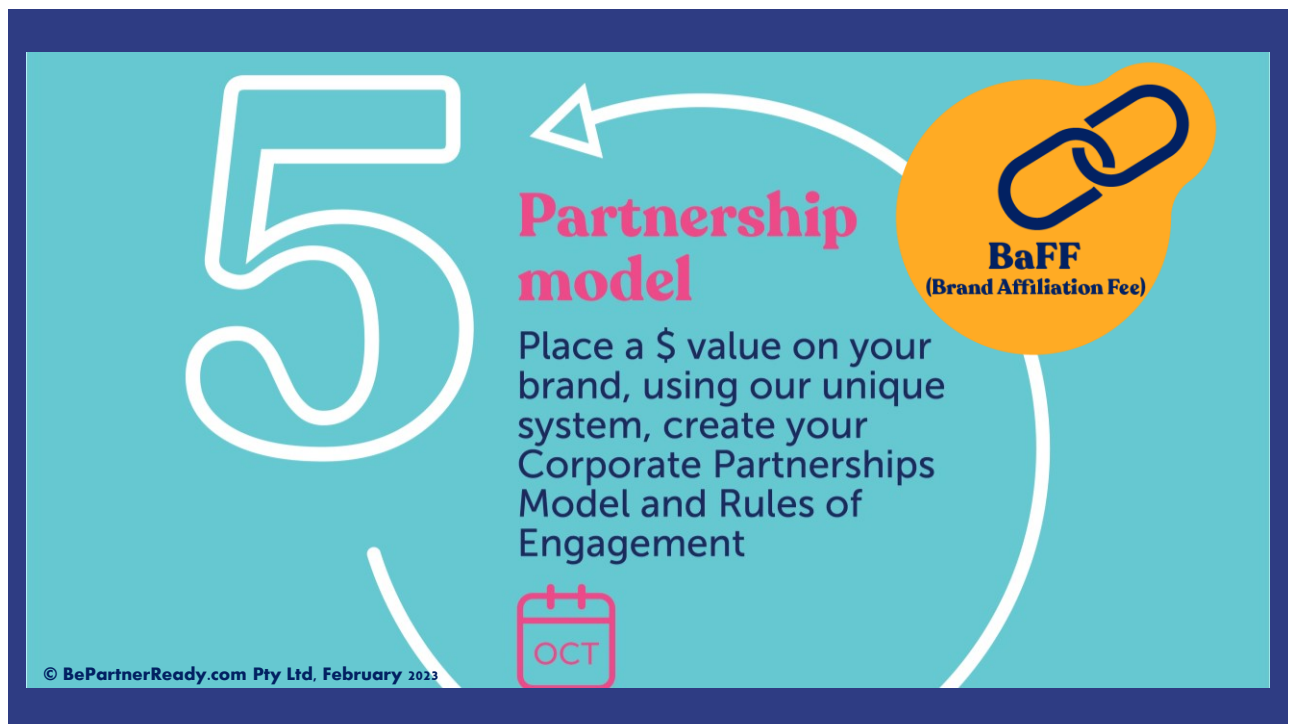 5
Partnership
model
Place a $ value on your
brand, using our unique
system, create your
Corporate Partnerships
Model and Rules of
Engagement
OCT
BaFF
(Brand Affiliation Fee)
© BePartnerReady.com Pty Ltd, February 2023